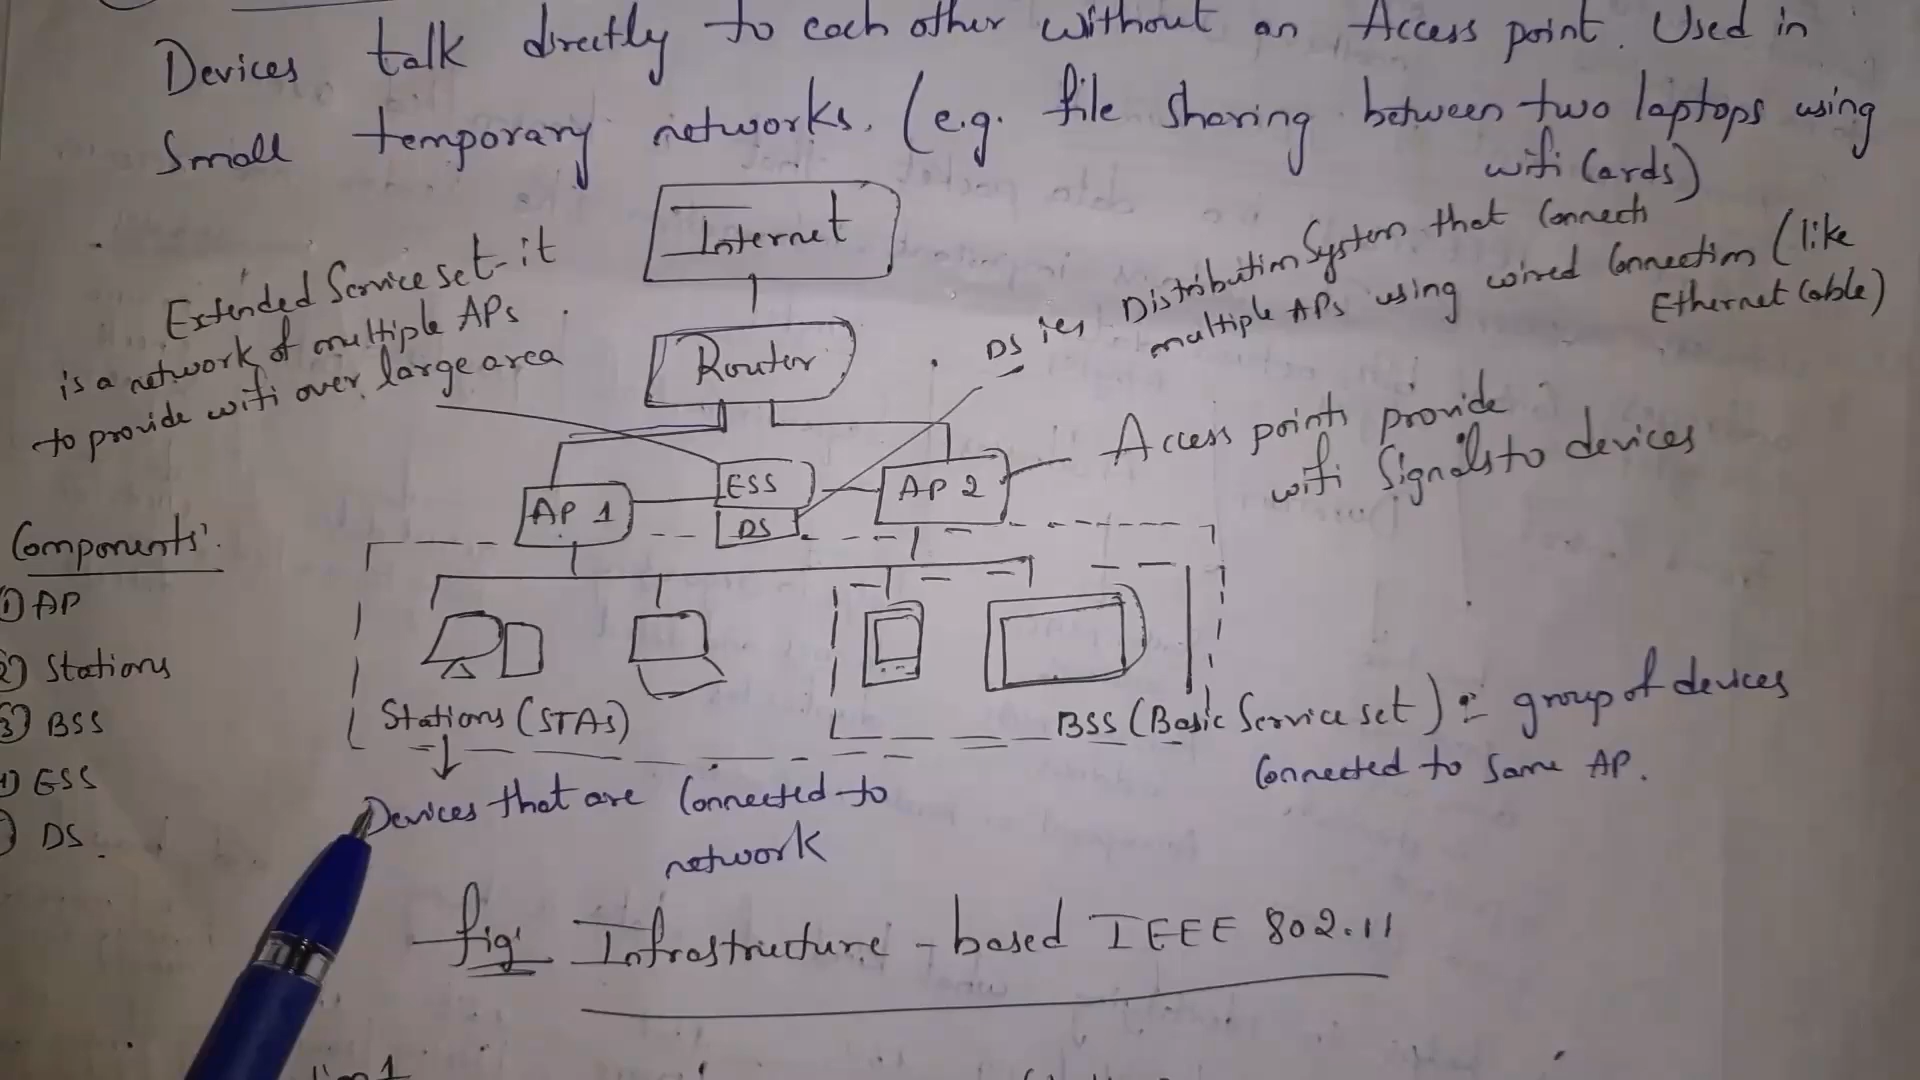 Devices talk directly to each other without an Access point. Used in
small temporary networks. (e.g. file sharing between two laptops using
wifi cards)
Internet
Extended Service set - it
is a network of multiple APs
to provide wifi over large area
Router
DS is Distribution System that connects
multiple APs using wired connection (like
Ethernet cable)
Access points provide
wifi signals to devices
AP 1
ESS
DS
AP 2
Components:
① AP
② Stations
③ BSS
④ ESS
DS
Stations (STAs)
Devices that are connected to
network
BSS (Basic Service set) : group of devices
connected to same AP.
fig: Infrastructure - based IEEE 802.11